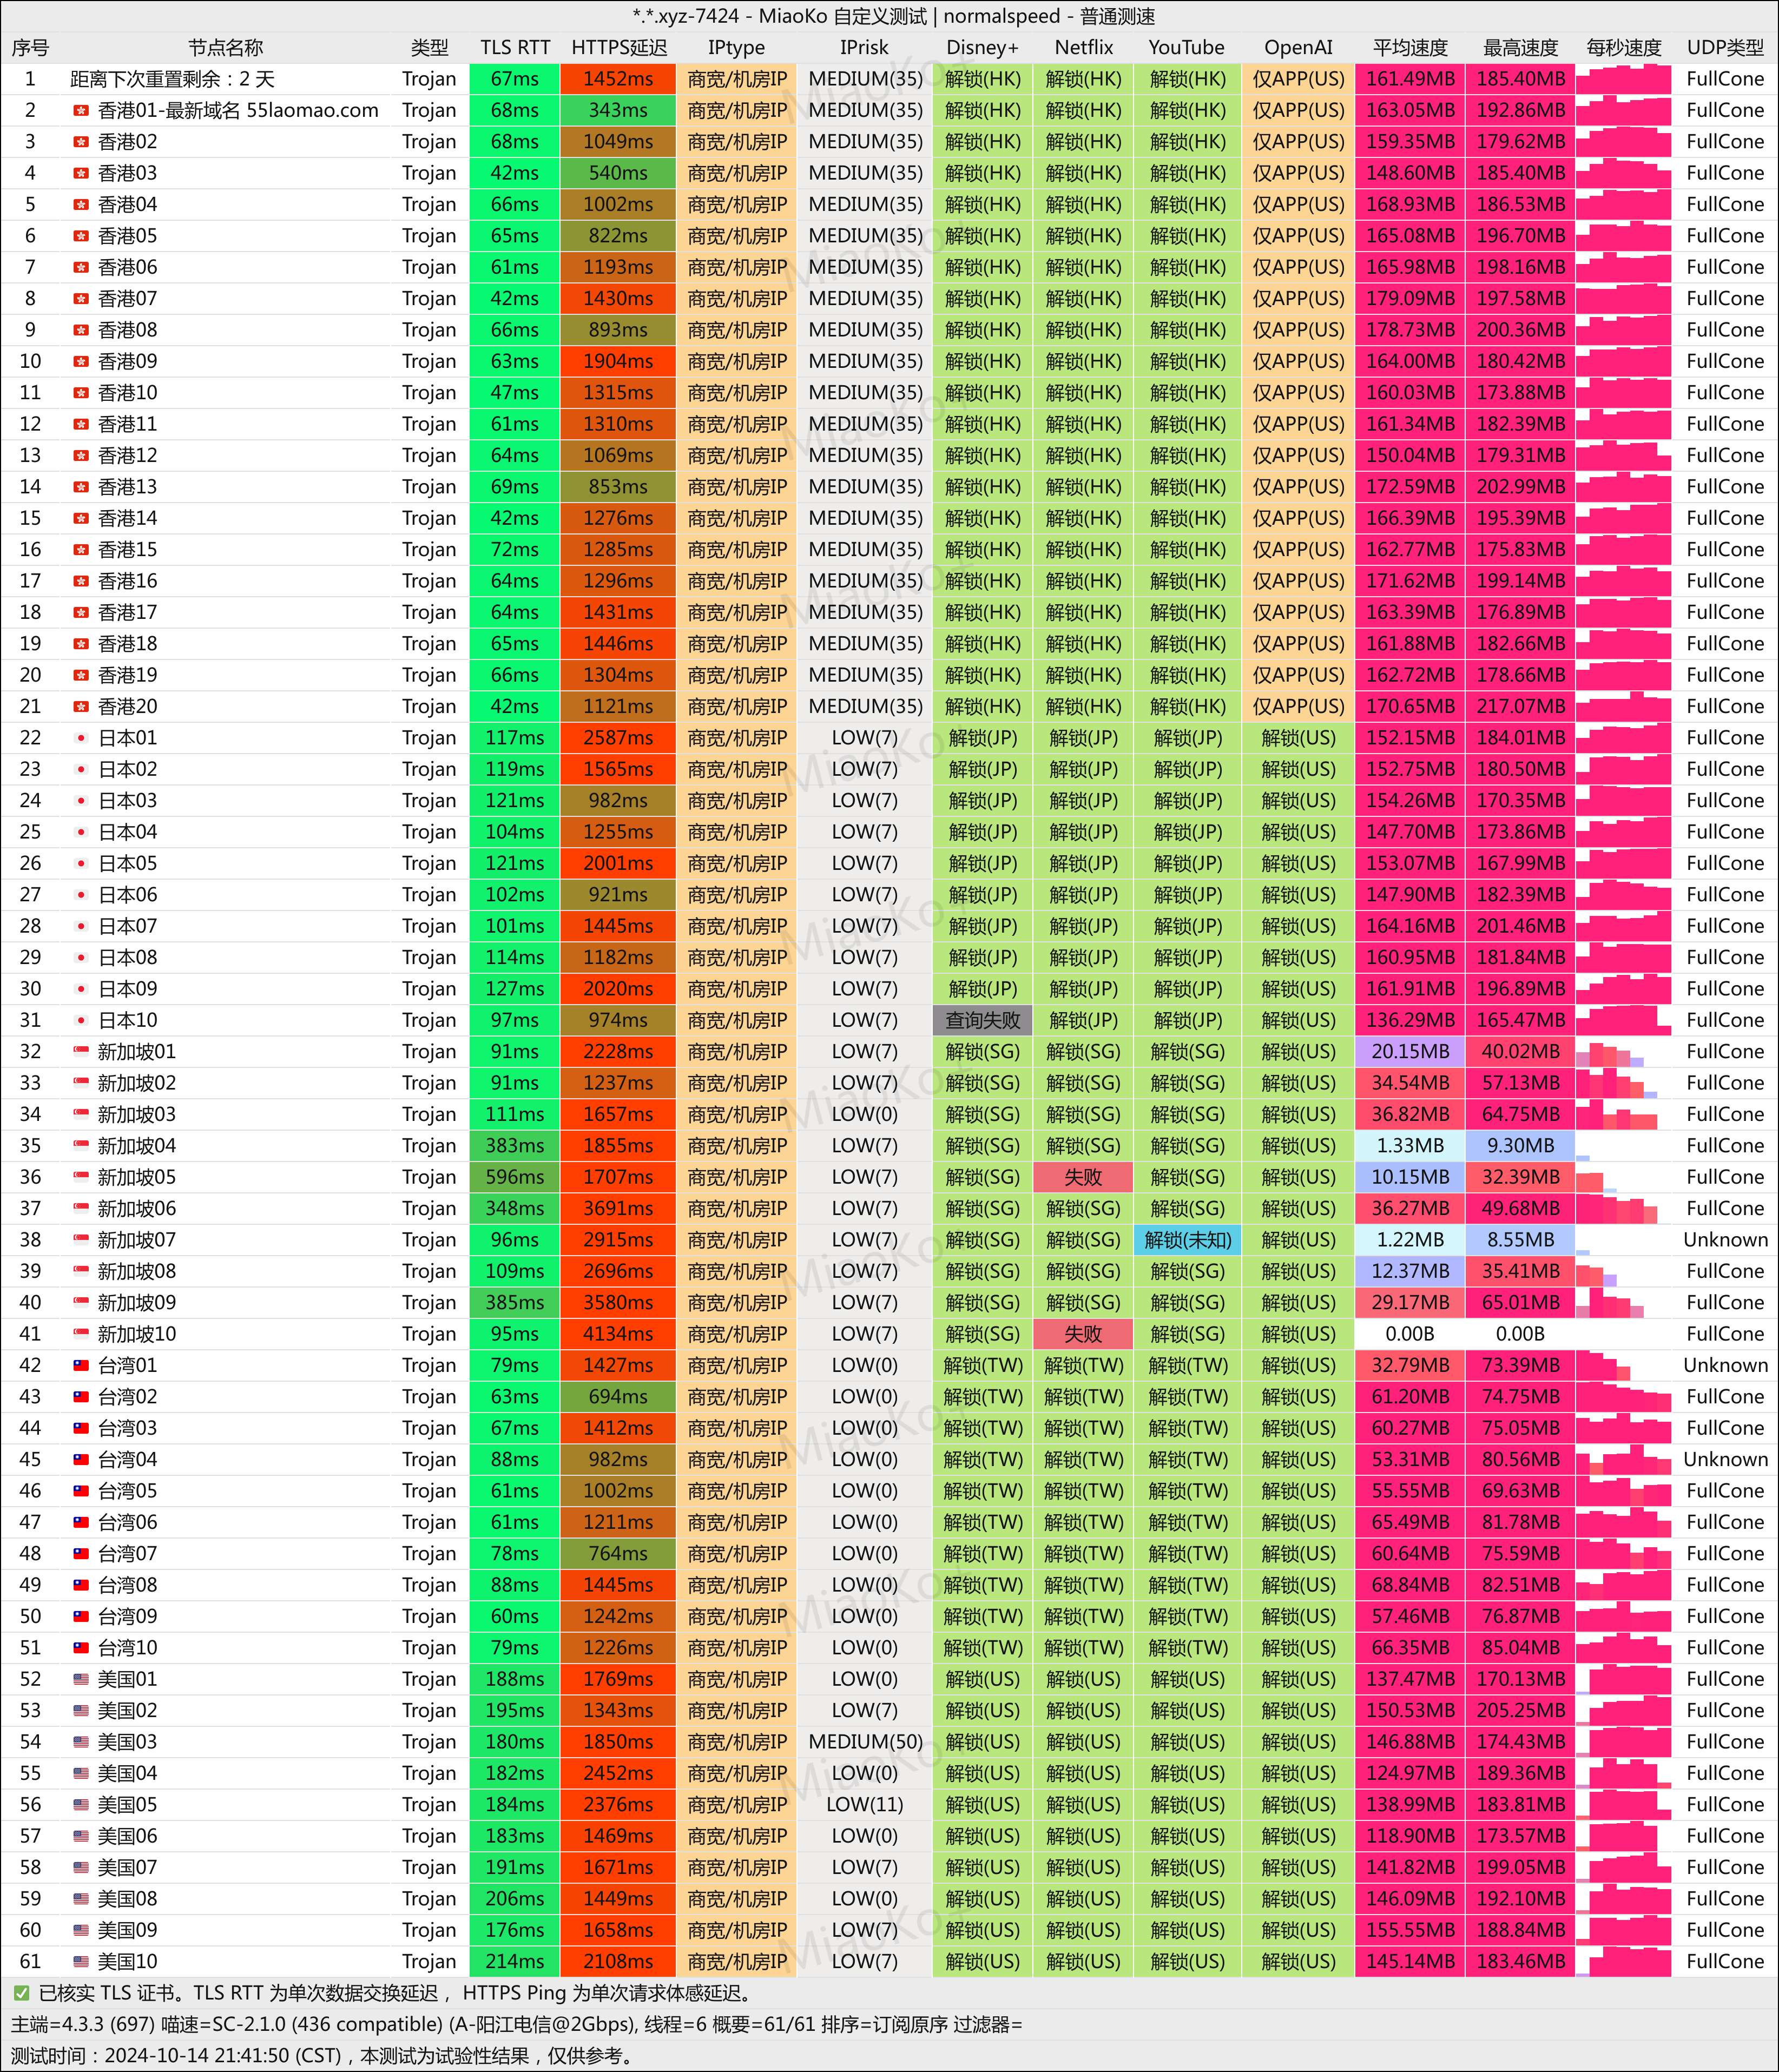 *.*.xyz-7424 - MiaoKo 自定义测试 | normalspeed - 普通测速
序号 节点名称 类型 TLS RTT HTTPS延迟 IPtype IPrisk Disney+ Netflix YouTube OpenAI 平均速度 最高速度 每秒速度 UDP类型
1 距离下次重置剩余：2 天 Trojan 67ms 1452ms 商宽/机房IP MEDIUM(35) 解锁(HK) 解锁(HK) 解锁(HK) 仅APP(US) 161.49MB 185.40MB FullCone
2 香港01-最新域名 55laomao.com Trojan 68ms 343ms 商宽/机房IP MEDIUM(35) 解锁(HK) 解锁(HK) 解锁(HK) 仅APP(US) 163.05MB 192.86MB FullCone
3 香港02 Trojan 68ms 1049ms 商宽/机房IP MEDIUM(35) 解锁(HK) 解锁(HK) 解锁(HK) 仅APP(US) 159.35MB 179.62MB FullCone
4 香港03 Trojan 42ms 540ms 商宽/机房IP MEDIUM(35) 解锁(HK) 解锁(HK) 解锁(HK) 仅APP(US) 148.60MB 185.40MB FullCone
5 香港04 Trojan 66ms 1002ms 商宽/机房IP MEDIUM(35) 解锁(HK) 解锁(HK) 解锁(HK) 仅APP(US) 168.93MB 186.53MB FullCone
6 香港05 Trojan 65ms 822ms 商宽/机房IP MEDIUM(35) 解锁(HK) 解锁(HK) 解锁(HK) 仅APP(US) 165.08MB 196.70MB FullCone
7 香港06 Trojan 61ms 1193ms 商宽/机房IP MEDIUM(35) 解锁(HK) 解锁(HK) 解锁(HK) 仅APP(US) 165.98MB 198.16MB FullCone
8 香港07 Trojan 42ms 1430ms 商宽/机房IP MEDIUM(35) 解锁(HK) 解锁(HK) 解锁(HK) 仅APP(US) 179.09MB 197.58MB FullCone
9 香港08 Trojan 66ms 893ms 商宽/机房IP MEDIUM(35) 解锁(HK) 解锁(HK) 解锁(HK) 仅APP(US) 178.73MB 200.36MB FullCone
10 香港09 Trojan 63ms 1904ms 商宽/机房IP MEDIUM(35) 解锁(HK) 解锁(HK) 解锁(HK) 仅APP(US) 164.00MB 180.42MB FullCone
11 香港10 Trojan 47ms 1315ms 商宽/机房IP MEDIUM(35) 解锁(HK) 解锁(HK) 解锁(HK) 仅APP(US) 160.03MB 173.88MB FullCone
12 香港11 Trojan 61ms 1310ms 商宽/机房IP MEDIUM(35) 解锁(HK) 解锁(HK) 解锁(HK) 仅APP(US) 161.34MB 182.39MB FullCone
13 香港12 Trojan 64ms 1069ms 商宽/机房IP MEDIUM(35) 解锁(HK) 解锁(HK) 解锁(HK) 仅APP(US) 150.04MB 179.31MB FullCone
14 香港13 Trojan 69ms 853ms 商宽/机房IP MEDIUM(35) 解锁(HK) 解锁(HK) 解锁(HK) 仅APP(US) 172.59MB 202.99MB FullCone
15 香港14 Trojan 42ms 1276ms 商宽/机房IP MEDIUM(35) 解锁(HK) 解锁(HK) 解锁(HK) 仅APP(US) 166.39MB 195.39MB FullCone
16 香港15 Trojan 72ms 1285ms 商宽/机房IP MEDIUM(35) 解锁(HK) 解锁(HK) 解锁(HK) 仅APP(US) 162.77MB 175.83MB FullCone
17 香港16 Trojan 64ms 1296ms 商宽/机房IP MEDIUM(35) 解锁(HK) 解锁(HK) 解锁(HK) 仅APP(US) 171.62MB 199.14MB FullCone
18 香港17 Trojan 64ms 1431ms 商宽/机房IP MEDIUM(35) 解锁(HK) 解锁(HK) 解锁(HK) 仅APP(US) 163.39MB 176.89MB FullCone
19 香港18 Trojan 65ms 1446ms 商宽/机房IP MEDIUM(35) 解锁(HK) 解锁(HK) 解锁(HK) 仅APP(US) 161.88MB 182.66MB FullCone
20 香港19 Trojan 66ms 1304ms 商宽/机房IP MEDIUM(35) 解锁(HK) 解锁(HK) 解锁(HK) 仅APP(US) 162.72MB 178.66MB FullCone
21 香港20 Trojan 42ms 1121ms 商宽/机房IP MEDIUM(35) 解锁(HK) 解锁(HK) 解锁(HK) 仅APP(US) 170.65MB 217.07MB FullCone
22 日本01 Trojan 117ms 2587ms 商宽/机房IP LOW(7) 解锁(JP) 解锁(JP) 解锁(JP) 解锁(US) 152.15MB 184.01MB FullCone
23 日本02 Trojan 119ms 1565ms 商宽/机房IP LOW(7) 解锁(JP) 解锁(JP) 解锁(JP) 解锁(US) 152.75MB 180.50MB FullCone
24 日本03 Trojan 121ms 982ms 商宽/机房IP LOW(7) 解锁(JP) 解锁(JP) 解锁(JP) 解锁(US) 154.26MB 170.35MB FullCone
25 日本04 Trojan 104ms 1255ms 商宽/机房IP LOW(7) 解锁(JP) 解锁(JP) 解锁(JP) 解锁(US) 147.70MB 173.86MB FullCone
26 日本05 Trojan 121ms 2001ms 商宽/机房IP LOW(7) 解锁(JP) 解锁(JP) 解锁(JP) 解锁(US) 153.07MB 167.99MB FullCone
27 日本06 Trojan 102ms 921ms 商宽/机房IP LOW(7) 解锁(JP) 解锁(JP) 解锁(JP) 解锁(US) 147.90MB 182.39MB FullCone
28 日本07 Trojan 101ms 1445ms 商宽/机房IP LOW(7) 解锁(JP) 解锁(JP) 解锁(JP) 解锁(US) 164.16MB 201.46MB FullCone
29 日本08 Trojan 114ms 1182ms 商宽/机房IP LOW(7) 解锁(JP) 解锁(JP) 解锁(JP) 解锁(US) 160.95MB 181.84MB FullCone
30 日本09 Trojan 127ms 2020ms 商宽/机房IP LOW(7) 解锁(JP) 解锁(JP) 解锁(JP) 解锁(US) 161.91MB 196.89MB FullCone
31 日本10 Trojan 97ms 974ms 商宽/机房IP LOW(7) 查询失败 解锁(JP) 解锁(JP) 解锁(US) 136.29MB 165.47MB FullCone
32 新加坡01 Trojan 91ms 2228ms 商宽/机房IP LOW(7) 解锁(SG) 解锁(SG) 解锁(SG) 解锁(US) 20.15MB 40.02MB FullCone
33 新加坡02 Trojan 91ms 1237ms 商宽/机房IP LOW(7) 解锁(SG) 解锁(SG) 解锁(SG) 解锁(US) 34.54MB 57.13MB FullCone
34 新加坡03 Trojan 111ms 1657ms 商宽/机房IP LOW(0) 解锁(SG) 解锁(SG) 解锁(SG) 解锁(US) 36.82MB 64.75MB FullCone
35 新加坡04 Trojan 383ms 1855ms 商宽/机房IP LOW(7) 解锁(SG) 解锁(SG) 解锁(SG) 解锁(US) 1.33MB 9.30MB FullCone
36 新加坡05 Trojan 596ms 1707ms 商宽/机房IP LOW(7) 解锁(SG) 失败 解锁(SG) 解锁(US) 10.15MB 32.39MB FullCone
37 新加坡06 Trojan 348ms 3691ms 商宽/机房IP LOW(7) 解锁(SG) 解锁(SG) 解锁(SG) 解锁(US) 36.27MB 49.68MB FullCone
38 新加坡07 Trojan 96ms 2915ms 商宽/机房IP LOW(7) 解锁(SG) 解锁(SG) 解锁(未知) 解锁(US) 1.22MB 8.55MB Unknown
39 新加坡08 Trojan 109ms 2696ms 商宽/机房IP LOW(7) 解锁(SG) 解锁(SG) 解锁(SG) 解锁(US) 12.37MB 35.41MB FullCone
40 新加坡09 Trojan 385ms 3580ms 商宽/机房IP LOW(7) 解锁(SG) 解锁(SG) 解锁(SG) 解锁(US) 29.17MB 65.01MB FullCone
41 新加坡10 Trojan 95ms 4134ms 商宽/机房IP LOW(7) 解锁(SG) 失败 解锁(SG) 解锁(US) 0.00B 0.00B FullCone
42 台湾01 Trojan 79ms 1427ms 商宽/机房IP LOW(0) 解锁(TW) 解锁(TW) 解锁(TW) 解锁(US) 32.79MB 73.39MB Unknown
43 台湾02 Trojan 63ms 694ms 商宽/机房IP LOW(0) 解锁(TW) 解锁(TW) 解锁(TW) 解锁(US) 61.20MB 74.75MB FullCone
44 台湾03 Trojan 67ms 1412ms 商宽/机房IP LOW(0) 解锁(TW) 解锁(TW) 解锁(TW) 解锁(US) 60.27MB 75.05MB FullCone
45 台湾04 Trojan 88ms 982ms 商宽/机房IP LOW(0) 解锁(TW) 解锁(TW) 解锁(TW) 解锁(US) 53.31MB 80.56MB Unknown
46 台湾05 Trojan 61ms 1002ms 商宽/机房IP LOW(0) 解锁(TW) 解锁(TW) 解锁(TW) 解锁(US) 55.55MB 69.63MB FullCone
47 台湾06 Trojan 61ms 1211ms 商宽/机房IP LOW(0) 解锁(TW) 解锁(TW) 解锁(TW) 解锁(US) 65.49MB 81.78MB FullCone
48 台湾07 Trojan 78ms 764ms 商宽/机房IP LOW(0) 解锁(TW) 解锁(TW) 解锁(TW) 解锁(US) 60.64MB 75.59MB FullCone
49 台湾08 Trojan 88ms 1445ms 商宽/机房IP LOW(0) 解锁(TW) 解锁(TW) 解锁(TW) 解锁(US) 68.84MB 82.51MB FullCone
50 台湾09 Trojan 60ms 1242ms 商宽/机房IP LOW(0) 解锁(TW) 解锁(TW) 解锁(TW) 解锁(US) 57.46MB 76.87MB FullCone
51 台湾10 Trojan 79ms 1226ms 商宽/机房IP LOW(0) 解锁(TW) 解锁(TW) 解锁(TW) 解锁(US) 66.35MB 85.04MB FullCone
52 美国01 Trojan 188ms 1769ms 商宽/机房IP LOW(0) 解锁(US) 解锁(US) 解锁(US) 解锁(US) 137.47MB 170.13MB FullCone
53 美国02 Trojan 195ms 1343ms 商宽/机房IP LOW(7) 解锁(US) 解锁(US) 解锁(US) 解锁(US) 150.53MB 205.25MB FullCone
54 美国03 Trojan 180ms 1850ms 商宽/机房IP MEDIUM(50) 解锁(US) 解锁(US) 解锁(US) 解锁(US) 146.88MB 174.43MB FullCone
55 美国04 Trojan 182ms 2452ms 商宽/机房IP LOW(0) 解锁(US) 解锁(US) 解锁(US) 解锁(US) 124.97MB 189.36MB FullCone
56 美国05 Trojan 184ms 2376ms 商宽/机房IP LOW(11) 解锁(US) 解锁(US) 解锁(US) 解锁(US) 138.99MB 183.81MB FullCone
57 美国06 Trojan 183ms 1469ms 商宽/机房IP LOW(0) 解锁(US) 解锁(US) 解锁(US) 解锁(US) 118.90MB 173.57MB FullCone
58 美国07 Trojan 191ms 1671ms 商宽/机房IP LOW(7) 解锁(US) 解锁(US) 解锁(US) 解锁(US) 141.82MB 199.05MB FullCone
59 美国08 Trojan 206ms 1449ms 商宽/机房IP LOW(0) 解锁(US) 解锁(US) 解锁(US) 解锁(US) 146.09MB 192.10MB FullCone
60 美国09 Trojan 176ms 1658ms 商宽/机房IP LOW(7) 解锁(US) 解锁(US) 解锁(US) 解锁(US) 155.55MB 188.84MB FullCone
61 美国10 Trojan 214ms 2108ms 商宽/机房IP LOW(7) 解锁(US) 解锁(US) 解锁(US) 解锁(US) 145.14MB 183.46MB FullCone
✅ 已核实 TLS 证书。TLS RTT 为单次数据交换延迟， HTTPS Ping 为单次请求体感延迟。
主端=4.3.3 (697) 喵速=SC-2.1.0 (436 compatible) (A-阳江电信@2Gbps), 线程=6 概要=61/61 排序=订阅原序 过滤器=
测试时间：2024-10-14 21:41:50 (CST)，本测试为试验性结果，仅供参考。